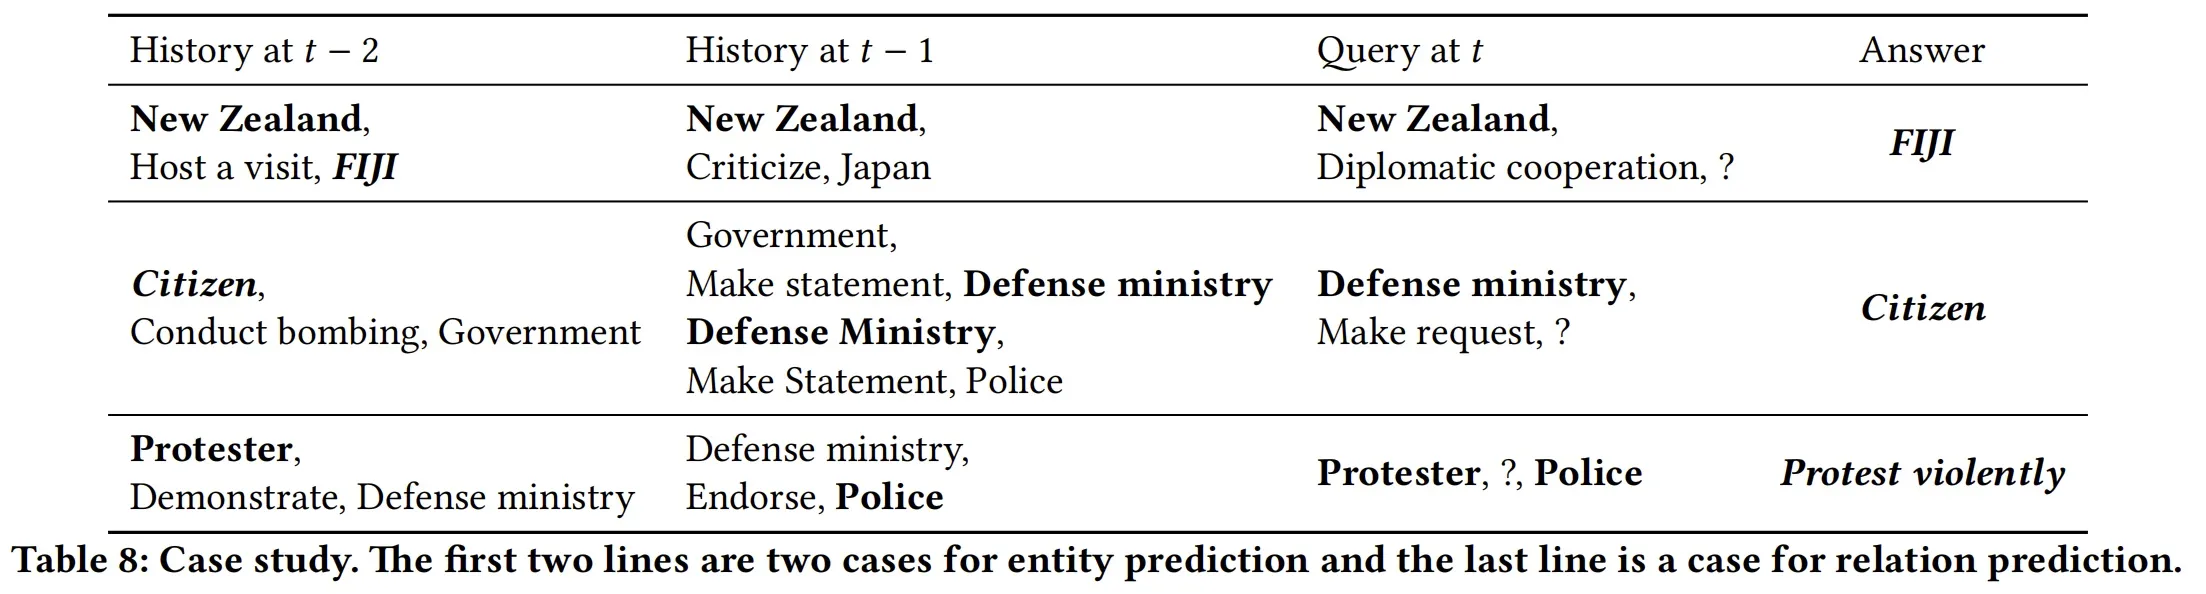 History at t − 2 History at t − 1 Query at t Answer
New Zealand,
Host a visit, FIJI
New Zealand,
Criticize, Japan
New Zealand,
Diplomatic cooperation, ?
FIJI
Citizen,
Conduct bombing, Government
Government,
Make statement, Defense ministry
Defense Ministry,
Make Statement, Police
Defense ministry,
Make request, ?
Citizen
Protester,
Demonstrate, Defense ministry
Defense ministry,
Endorse, Police
Protester, ?, Police
Protest violently
Table 8: Case study. The first two lines are two cases for entity prediction and the last line is a case for relation prediction.